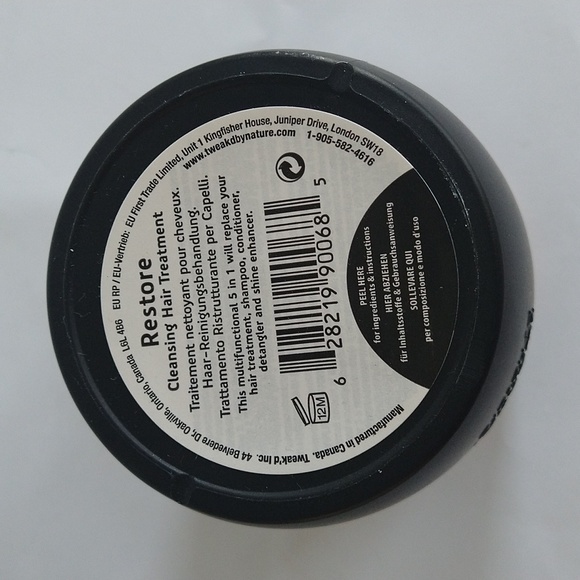 Manufactured in Canada. Tweak'd Inc. 44 Belvedere Dr, Oakville, Ontario, Canada L6L 4B6 EU RP / EU-Vertrieb: EU First Trade Limited, Unit 1 Kingfisher House, Juniper Drive, London SW18
www.tweakdbynature.com 1-905-582-4616
Restore
Cleansing Hair Treatment
Traitement nettoyant pour cheveux.
Haar-Reinigungsbehandlung.
Trattamento Ristrutturante per Capelli.
This multifunctional 5 in 1 will replace your
hair treatment, shampoo, conditioner,
detangler and shine enhancer.
12M
6 28219 90068 5
PEEL HERE
for ingredients & instructions
HIER ABZIEHEN
für Inhaltsstoffe & Gebrauchsanweisung
SOLLEVARE QUI
per composizione e modo d'uso